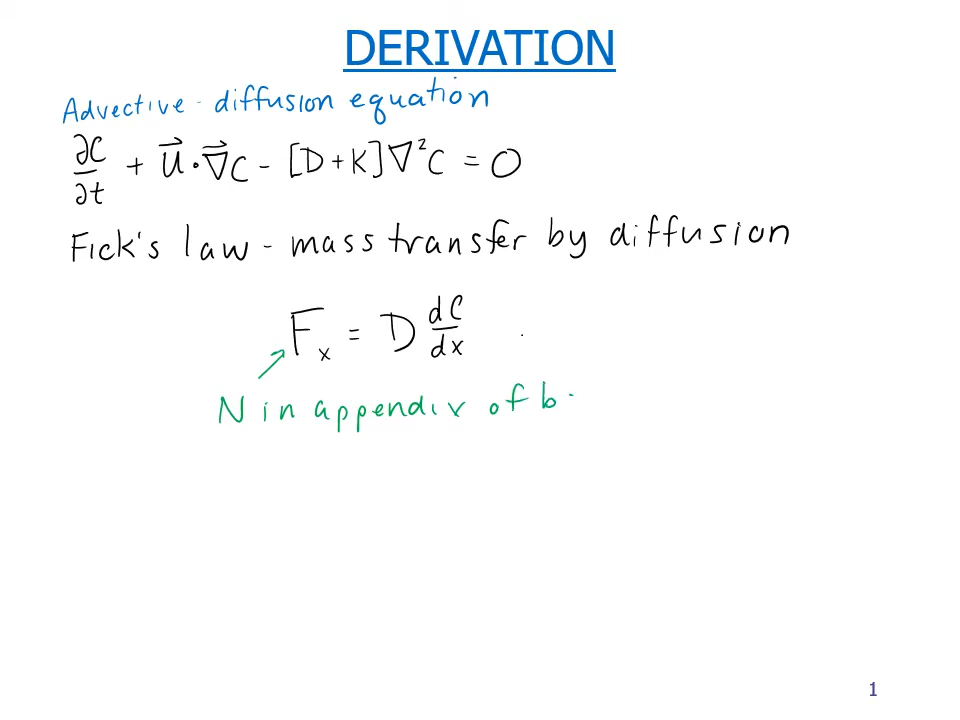 DERIVATION
Advective - diffusion equation
∂C/∂t + U⃗ · ∇⃗C - [D + K] ∇²C = 0
Fick's law - mass transfer by diffusion
Fₓ = D dC/dx
N in appendix of b
1